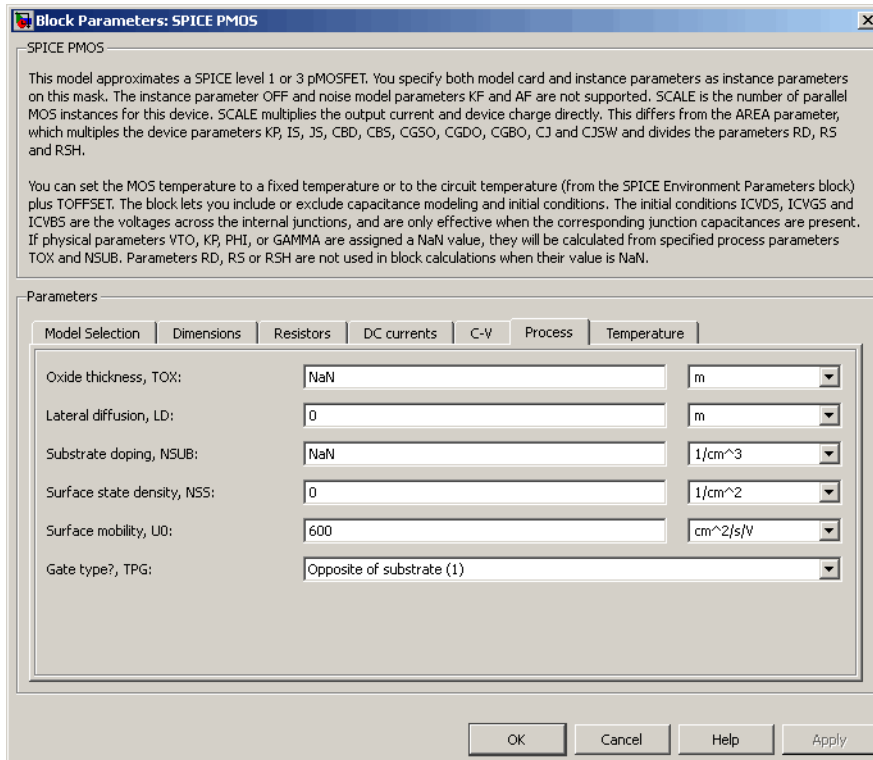 Block Parameters: SPICE PMOS
SPICE PMOS
This model approximates a SPICE level 1 or 3 pMOSFET. You specify both model card and instance parameters as instance parameters
on this mask. The instance parameter OFF and noise model parameters KF and AF are not supported. SCALE is the number of parallel
MOS instances for this device. SCALE multiplies the output current and device charge directly. This differs from the AREA parameter,
which multiples the device parameters KP, IS, JS, CBD, CBS, CGSO, CGDO, CGBO, CJ and CJSW and divides the parameters RD, RS
and RSH.
You can set the MOS temperature to a fixed temperature or to the circuit temperature (from the SPICE Environment Parameters block)
plus TOFFSET. The block lets you include or exclude capacitance modeling and initial conditions. The initial conditions ICVDS, ICVGS and
ICVBS are the voltages across the internal junctions, and are only effective when the corresponding junction capacitances are present.
If physical parameters VTO, KP, PHI, or GAMMA are assigned a NaN value, they will be calculated from specified process parameters
TOX and NSUB. Parameters RD, RS or RSH are not used in block calculations when their value is NaN.
Parameters
Model Selection Dimensions Resistors DC currents C-V Process Temperature
Oxide thickness, TOX: NaN m
Lateral diffusion, LD: 0 m
Substrate doping, NSUB: NaN 1/cm^3
Surface state density, NSS: 0 1/cm^2
Surface mobility, U0: 600 cm^2/s/V
Gate type?, TPG: Opposite of substrate (1)
OK Cancel Help Apply